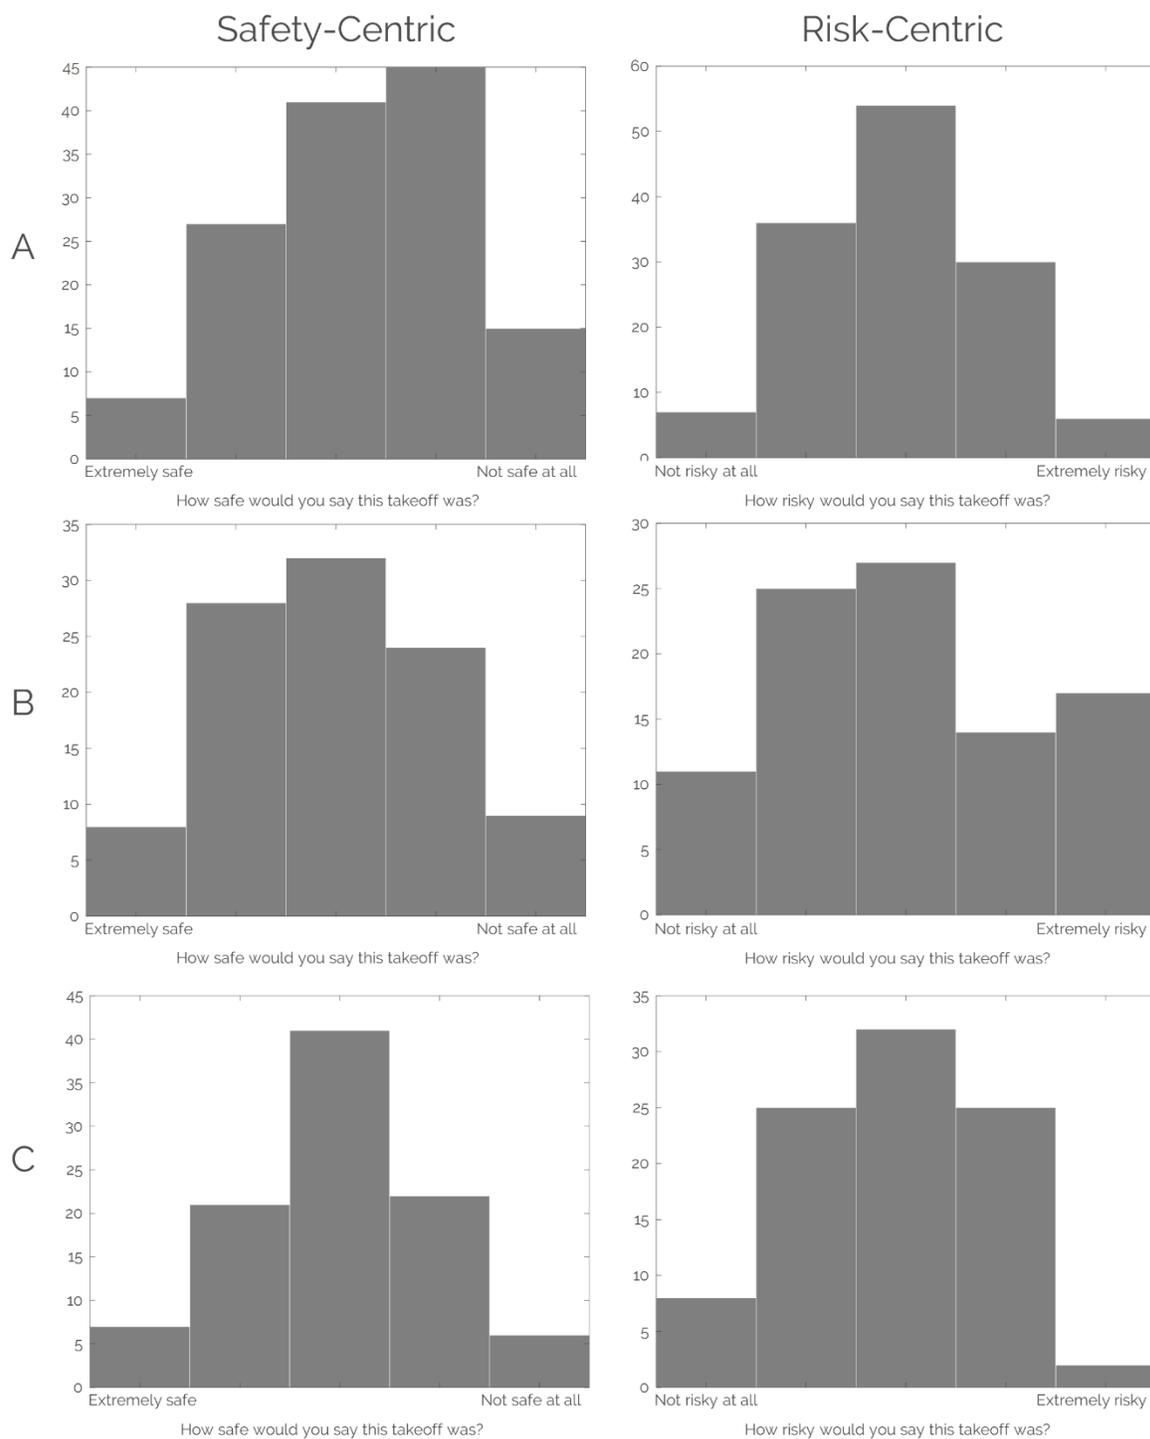 Safety-Centric
Risk-Centric
A
45
40
35
30
25
20
15
10
5
0
Extremely safe
Not safe at all
How safe would you say this takeoff was?
60
50
40
30
20
10
0
Not risky at all
Extremely risky
How risky would you say this takeoff was?
B
35
30
25
20
15
10
5
0
Extremely safe
Not safe at all
How safe would you say this takeoff was?
30
25
20
15
10
5
0
Not risky at all
Extremely risky
How risky would you say this takeoff was?
C
45
40
35
30
25
20
15
10
5
0
Extremely safe
Not safe at all
How safe would you say this takeoff was?
35
30
25
20
15
10
5
0
Not risky at all
Extremely risky
How risky would you say this takeoff was?